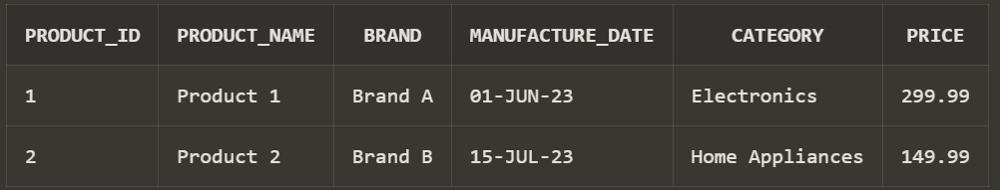 PRODUCT_ID PRODUCT_NAME BRAND MANUFACTURE_DATE CATEGORY PRICE
1 Product 1 Brand A 01-JUN-23 Electronics 299.99
2 Product 2 Brand B 15-JUL-23 Home Appliances 149.99